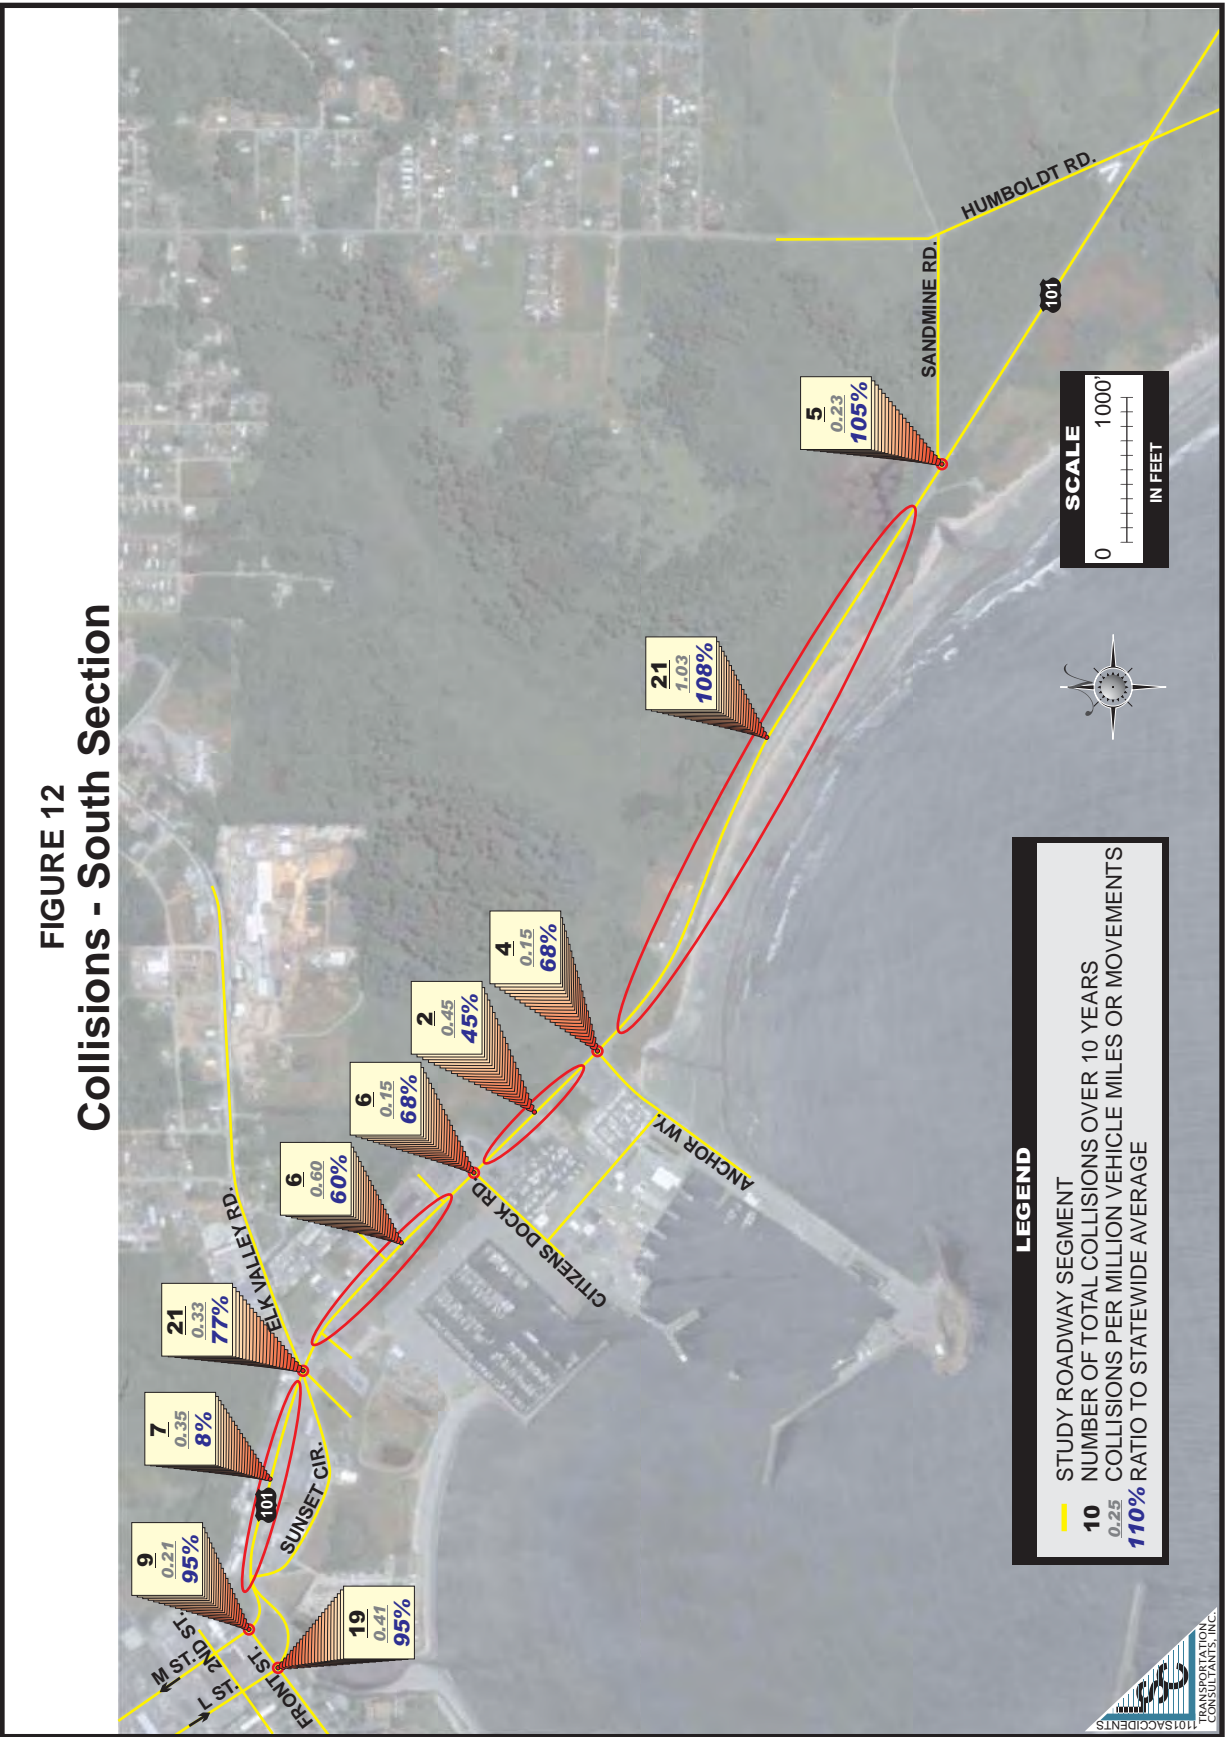 FIGURE 12
Collisions - South Section
M ST.
2ND ST.
L ST.
FRONT ST.
9
0.21
95%
19
0.41
95%
101
SUNSET CIR.
7
0.35
8%
21
0.33
77%
ELK VALLEY RD.
6
0.60
60%
6
0.15
68%
CITIZENS DOCK RD
2
0.45
45%
4
0.15
68%
ANCHOR WY.
21
1.03
108%
5
0.23
105%
SANDMINE RD.
HUMBOLDT RD.
101
LEGEND
STUDY ROADWAY SEGMENT
10 NUMBER OF TOTAL COLLISIONS OVER 10 YEARS
0.25 COLLISIONS PER MILLION VEHICLE MILES OR MOVEMENTS
110% RATIO TO STATEWIDE AVERAGE
SCALE
0 1000'
IN FEET
LSC
TRANSPORTATION
CONSULTANTS, INC.
1101SACCIDENTS